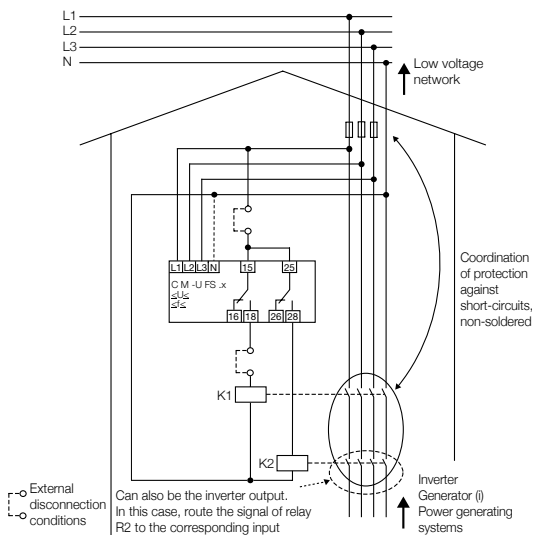 L1
L2
L3
N
Low voltage
network
L1 L2 L3 N 15 25
C M -U FS .x
≤U≤
≤f≤
16 18 26 28
Coordination
of protection
against
short-circuits,
non-soldered
K1
K2
External
disconnection
conditions
Can also be the inverter output.
In this case, route the signal of relay
R2 to the corresponding input
Inverter
Generator (i)
Power generating
systems